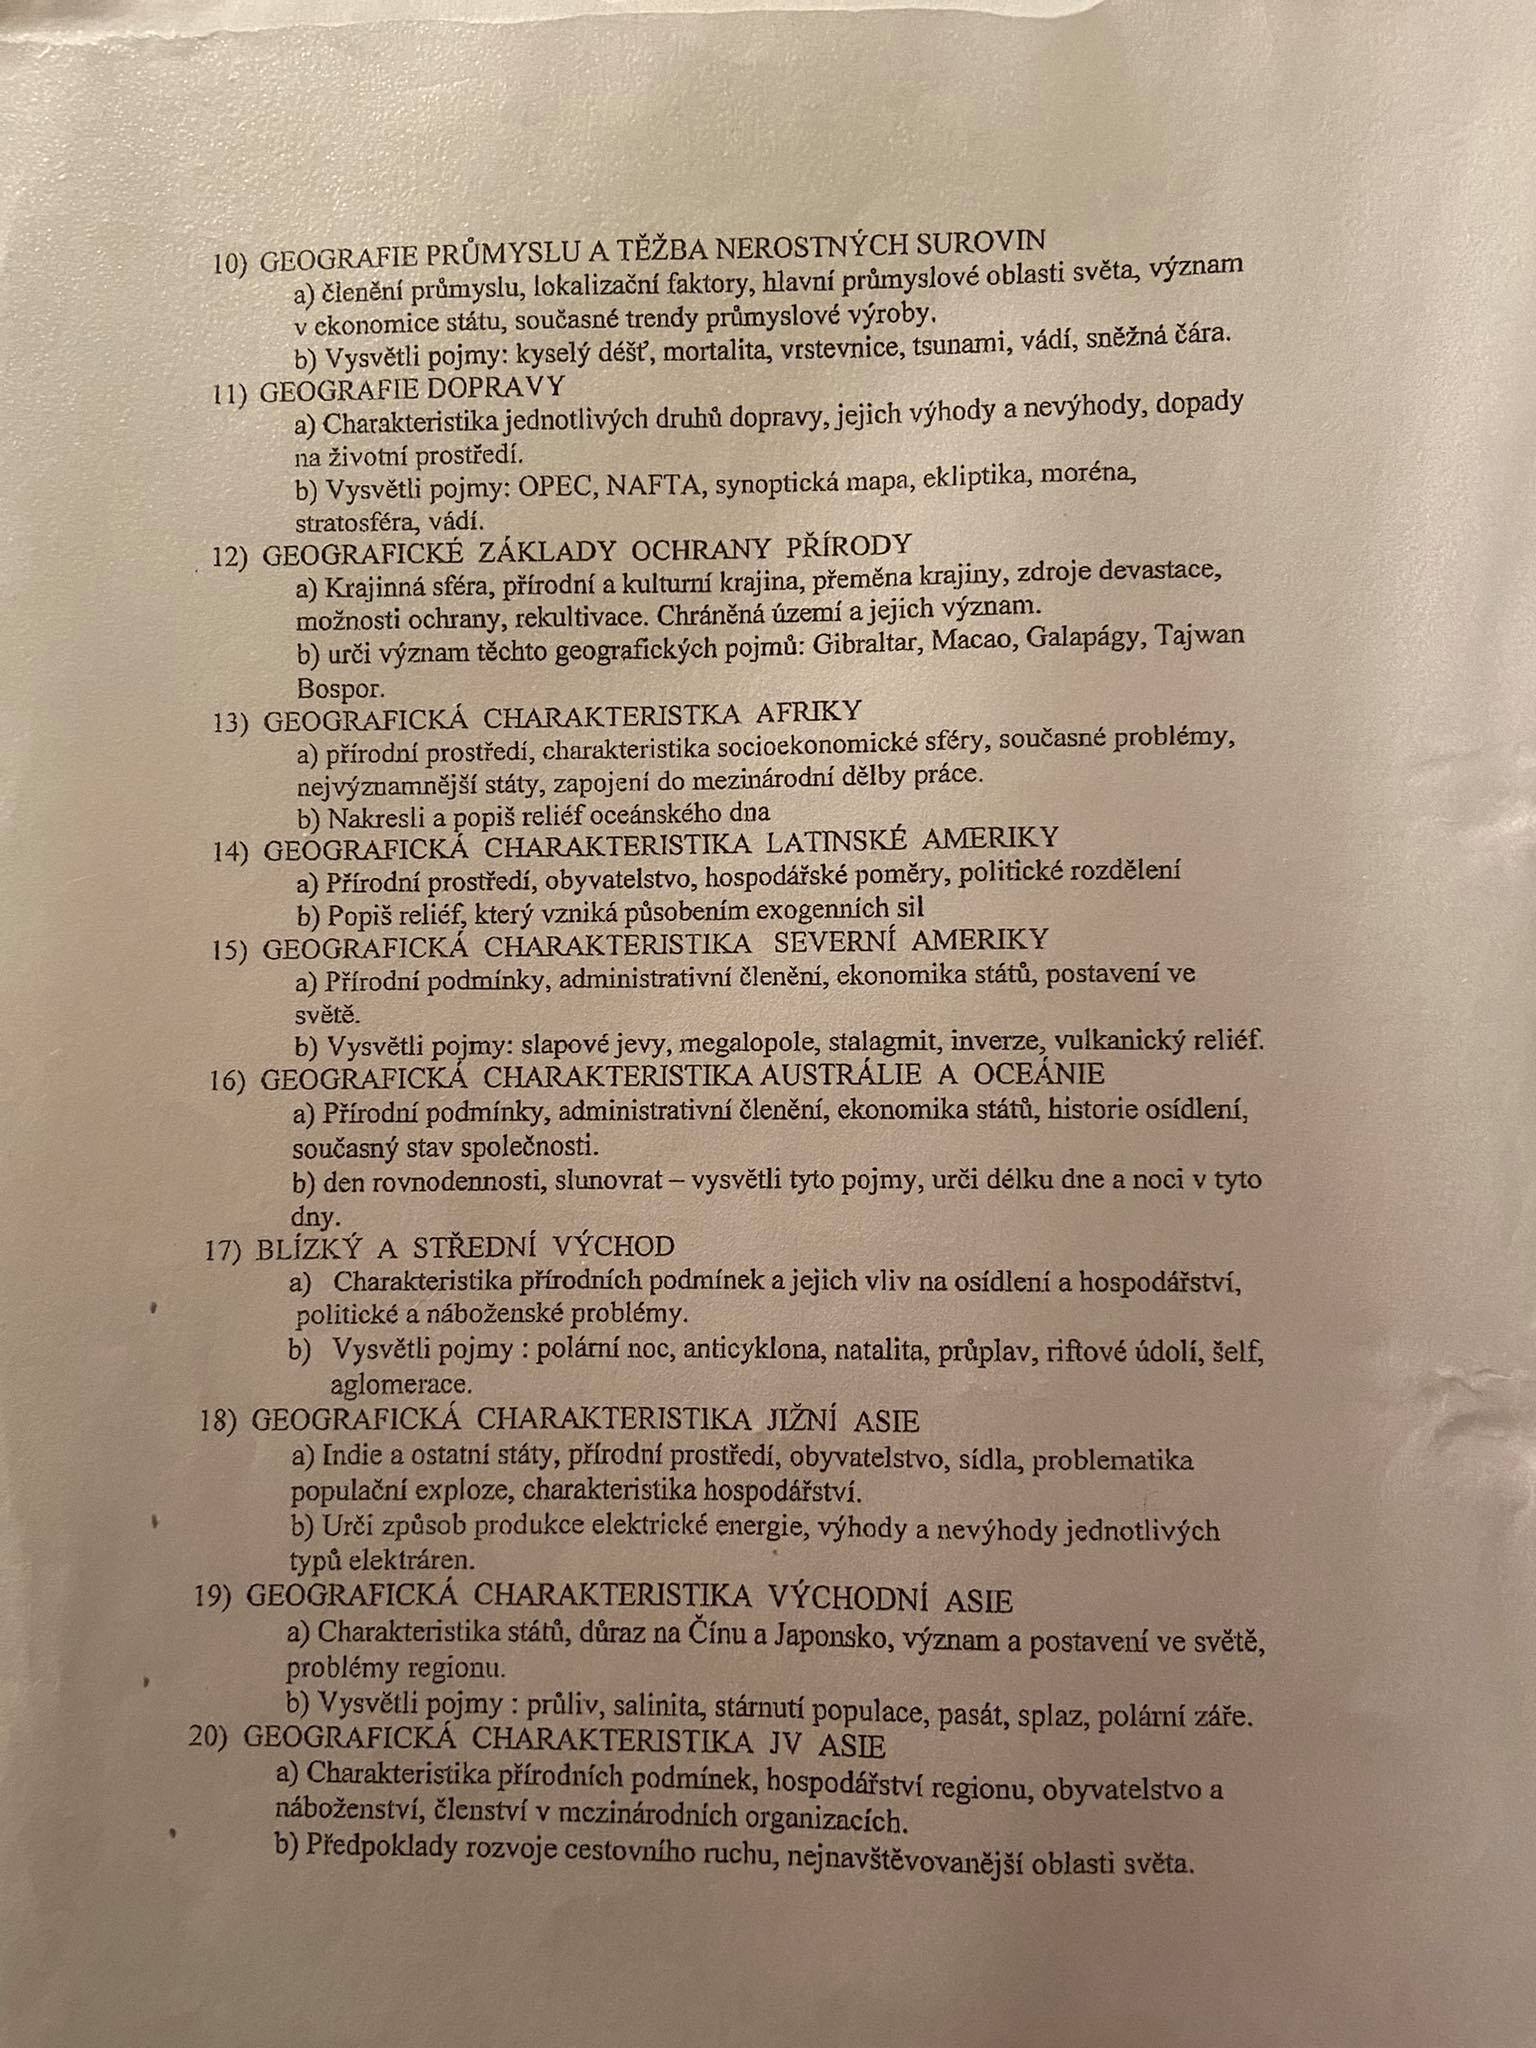 10) GEOGRAFIE PRŮMYSLU A TĚŽBA NEROSTNÝCH SUROVIN
a) členění průmyslu, lokalizační faktory, hlavní průmyslové oblasti světa, význam
v ekonomice státu, současné trendy průmyslové výroby.
b) Vysvětli pojmy: kyselý déšť, mortalita, vrstevnice, tsunami, vádí, sněžná čára.
11) GEOGRAFIE DOPRAVY
a) Charakteristika jednotlivých druhů dopravy, jejich výhody a nevýhody, dopady
na životní prostředí.
b) Vysvětli pojmy: OPEC, NAFTA, synoptická mapa, ekliptika, moréna,
stratosféra, vádí.
12) GEOGRAFICKÉ ZÁKLADY OCHRANY PŘÍRODY
a) Krajinná sféra, přírodní a kulturní krajina, přeměna krajiny, zdroje devastace,
možnosti ochrany, rekultivace. Chráněná území a jejich význam.
b) urči význam těchto geografických pojmů: Gibraltar, Macao, Galapágy, Tajwan
Bospor.
13) GEOGRAFICKÁ CHARAKTERISTKA AFRIKY
a) přírodní prostředí, charakteristika socioekonomické sféry, současné problémy,
nejvýznamnější státy, zapojení do mezinárodní dělby práce.
b) Nakresli a popiš reliéf oceánského dna
14) GEOGRAFICKÁ CHARAKTERISTIKA LATINSKÉ AMERIKY
a) Přírodní prostředí, obyvatelstvo, hospodářské poměry, politické rozdělení
b) Popiš reliéf, který vzniká působením exogenních sil
15) GEOGRAFICKÁ CHARAKTERISTIKA SEVERNÍ AMERIKY
a) Přírodní podmínky, administrativní členění, ekonomika států, postavení ve
světě.
b) Vysvětli pojmy: slapové jevy, megalopole, stalagmit, inverze, vulkanický reliéf.
16) GEOGRAFICKÁ CHARAKTERISTIKA AUSTRÁLIE A OCEÁNIE
a) Přírodní podmínky, administrativní členění, ekonomika států, historie osídlení,
současný stav společnosti.
b) den rovnodennosti, slunovrat – vysvětli tyto pojmy, urči délku dne a noci v tyto
dny.
17) BLÍZKÝ A STŘEDNÍ VÝCHOD
a) Charakteristika přírodních podmínek a jejich vliv na osídlení a hospodářství,
politické a náboženské problémy.
b) Vysvětli pojmy : polární noc, anticyklona, natalita, průplav, riftové údolí, šelf,
aglomerace.
18) GEOGRAFICKÁ CHARAKTERISTIKA JIŽNÍ ASIE
a) Indie a ostatní státy, přírodní prostředí, obyvatelstvo, sídla, problematika
populační exploze, charakteristika hospodářství.
b) Urči způsob produkce elektrické energie, výhody a nevýhody jednotlivých
typů elektráren.
19) GEOGRAFICKÁ CHARAKTERISTIKA VÝCHODNÍ ASIE
a) Charakteristika států, důraz na Čínu a Japonsko, význam a postavení ve světě,
problémy regionu.
b) Vysvětli pojmy : průliv, salinita, stárnutí populace, pasát, splaz, polární záře.
20) GEOGRAFICKÁ CHARAKTERISTIKA JV ASIE
a) Charakteristika přírodních podmínek, hospodářství regionu, obyvatelstvo a
náboženství, členství v mezinárodních organizacích.
b) Předpoklady rozvoje cestovního ruchu, nejnavštěvovanější oblasti světa.